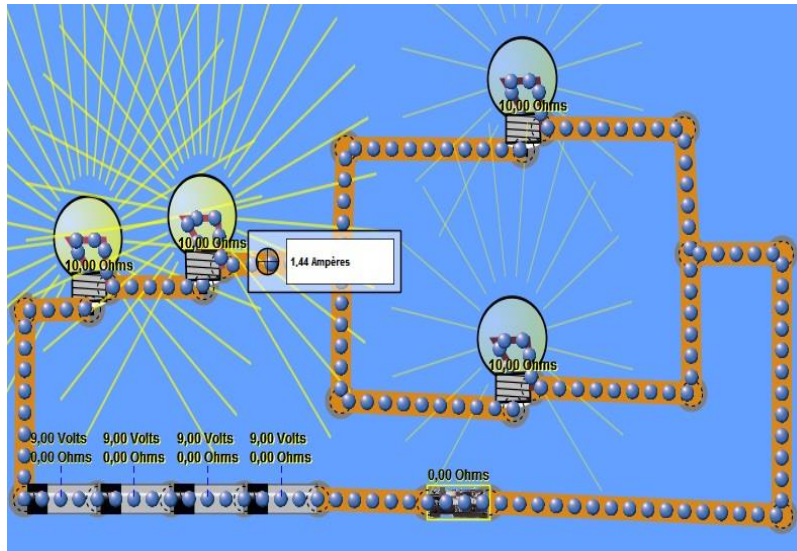 10,00 Ohms
10,00 Ohms
10,00 Ohms
1,44 Ampères
10,00 Ohms
9,00 Volts 9,00 Volts 9,00 Volts 9,00 Volts
0,00 Ohms 0,00 Ohms 0,00 Ohms 0,00 Ohms
0,00 Ohms